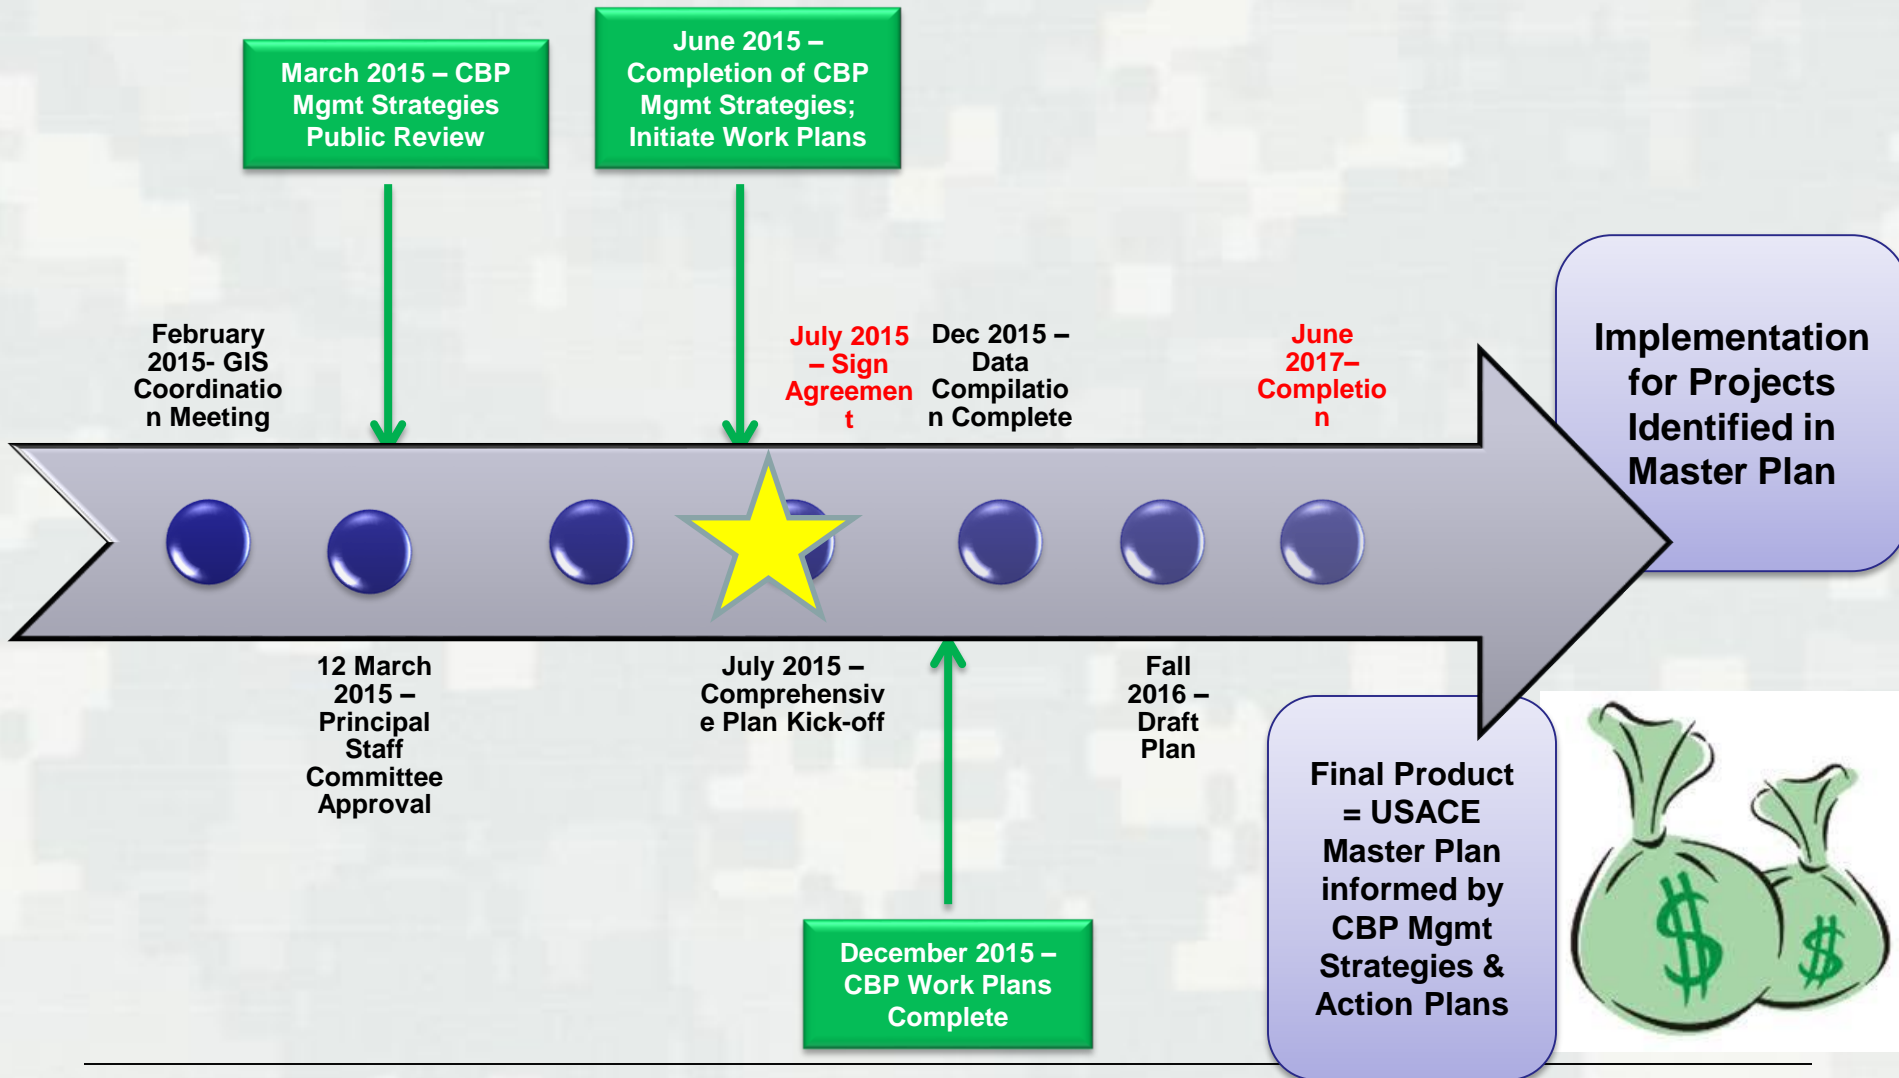 March 2015 – CBP
Mgmt Strategies
Public Review
June 2015 –
Completion of CBP
Mgmt Strategies;
Initiate Work Plans
February
2015- GIS
Coordinatio
n Meeting
July 2015
– Sign
Agreemen
t
Dec 2015 –
Data
Compilatio
n Complete
June
2017–
Completio
n
Implementation
for Projects
Identified in
Master Plan
12 March
2015 –
Principal
Staff
Committee
Approval
July 2015 –
Comprehensiv
e Plan Kick-off
Fall
2016 –
Draft
Plan
December 2015 –
CBP Work Plans
Complete
Final Product
= USACE
Master Plan
informed by
CBP Mgmt
Strategies &
Action Plans
$
$